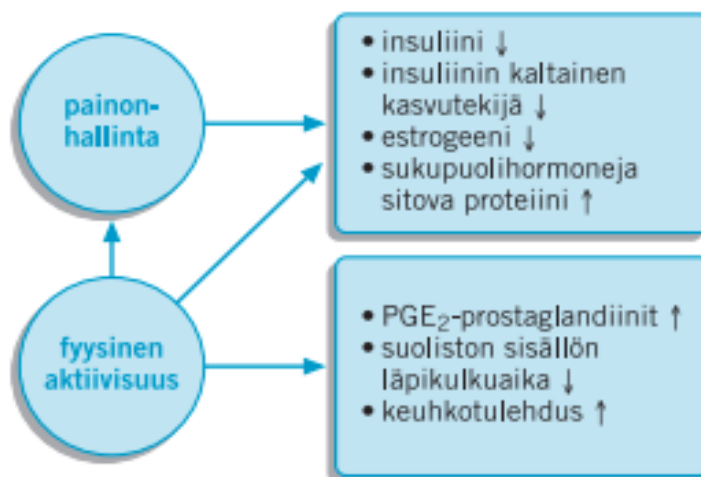 painon-
hallinta
• insuliini ↓
• insuliinin kaltainen
kasvutekijä ↓
• estrogeeni ↓
• sukupuolihormoneja
sitova proteiini ↑
fyysinen
aktiivisuus
• PGE₂-prostaglandiinit ↑
• suoliston sisällön
läpikulkuaika ↓
• keuhkotulehdus ↑